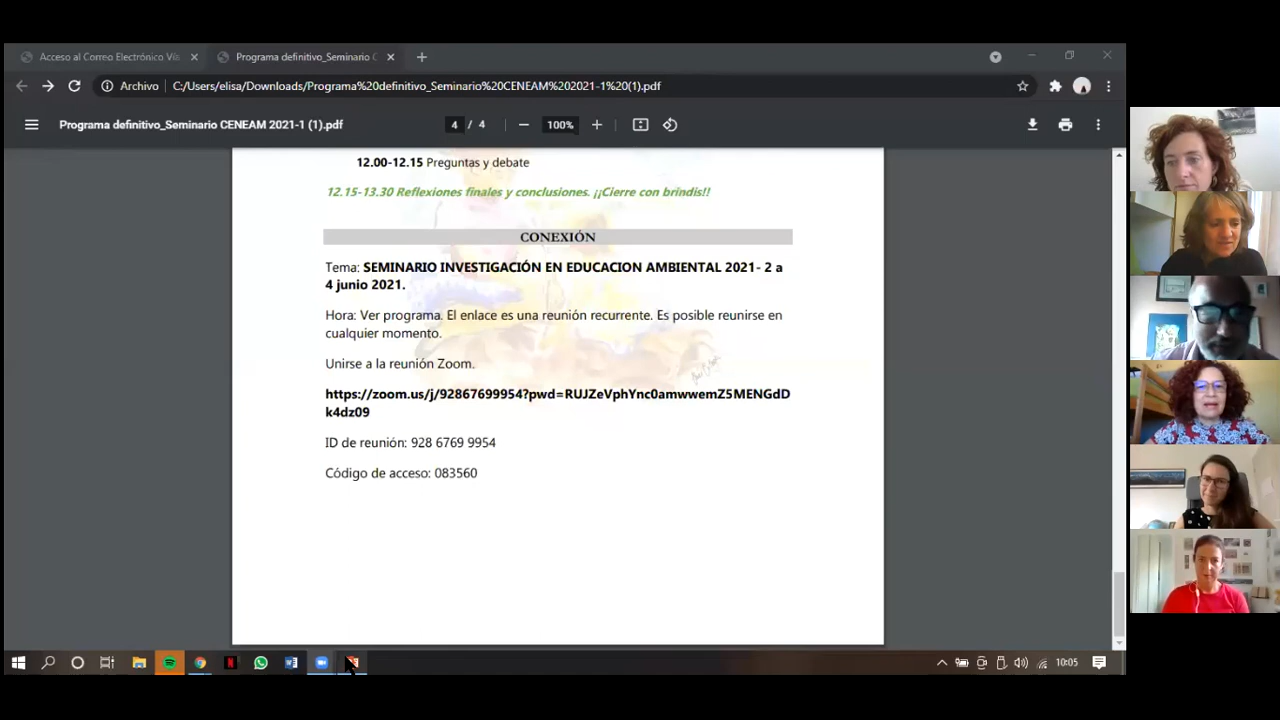 Acceso al Correo Electrónico Vía
Programa definitivo_Seminario C
Archivo
C:/Users/elisa/Downloads/Programa%20definitivo_Seminario%20CENEAM%202021-1%20(1).pdf
Programa definitivo_Seminario CENEAM 2021-1 (1).pdf
4 / 4
100%
12.00-12.15 Preguntas y debate
12.15-13.30 Reflexiones finales y conclusiones. ¡¡Cierre con brindis!!
CONEXIÓN
Tema: SEMINARIO INVESTIGACIÓN EN EDUCACION AMBIENTAL 2021- 2 a
4 junio 2021.
Hora: Ver programa. El enlace es una reunión recurrente. Es posible reunirse en
cualquier momento.
Unirse a la reunión Zoom.
https://zoom.us/j/92867699954?pwd=RUJZeVphYnc0amwwemZ5MENGdD
k4dz09
ID de reunión: 928 6769 9954
Código de acceso: 083560
10:05